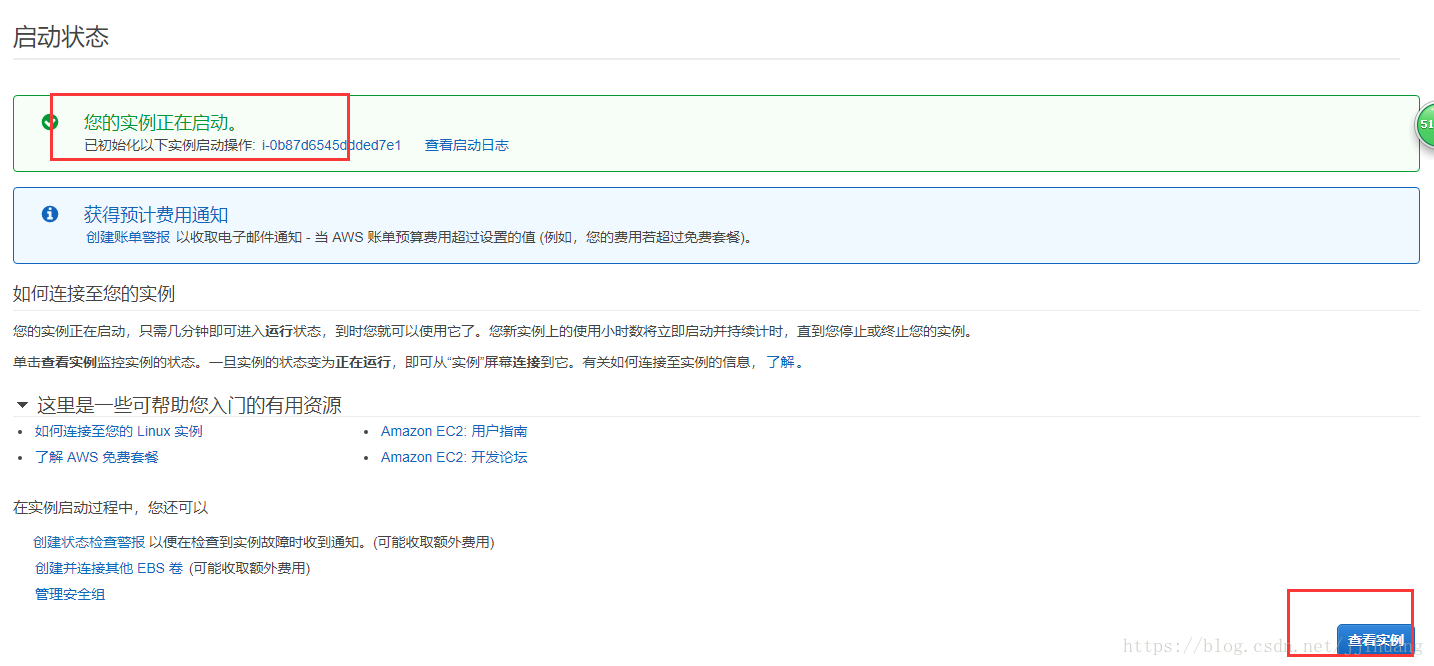 启动状态
您的实例正在启动。
已初始化以下实例启动操作: i-0b87d6545ddded7e1 查看启动日志
51
获得预计费用通知
创建账单警报 以收取电子邮件通知 - 当 AWS 账单预算费用超过设置的值 (例如，您的费用若超过免费套餐)。
如何连接至您的实例
您的实例正在启动，只需几分钟即可进入运行状态，到时您就可以使用它了。您新实例上的使用小时数将立即启动并持续计时，直到您停止或终止您的实例。
单击查看实例监控实例的状态。一旦实例的状态变为正在运行，即可从“实例”屏幕连接到它。有关如何连接至实例的信息，了解。
这里是一些可帮助您入门的有用资源
• 如何连接至您的 Linux 实例 • Amazon EC2: 用户指南
• 了解 AWS 免费套餐 • Amazon EC2: 开发论坛
在实例启动过程中，您还可以
创建状态检查警报 以便在检查到实例故障时收到通知。(可能收取额外费用)
创建并连接其他 EBS 卷 (可能收取额外费用)
管理安全组
查看实例
https://blog.csdn.net/jjinuang